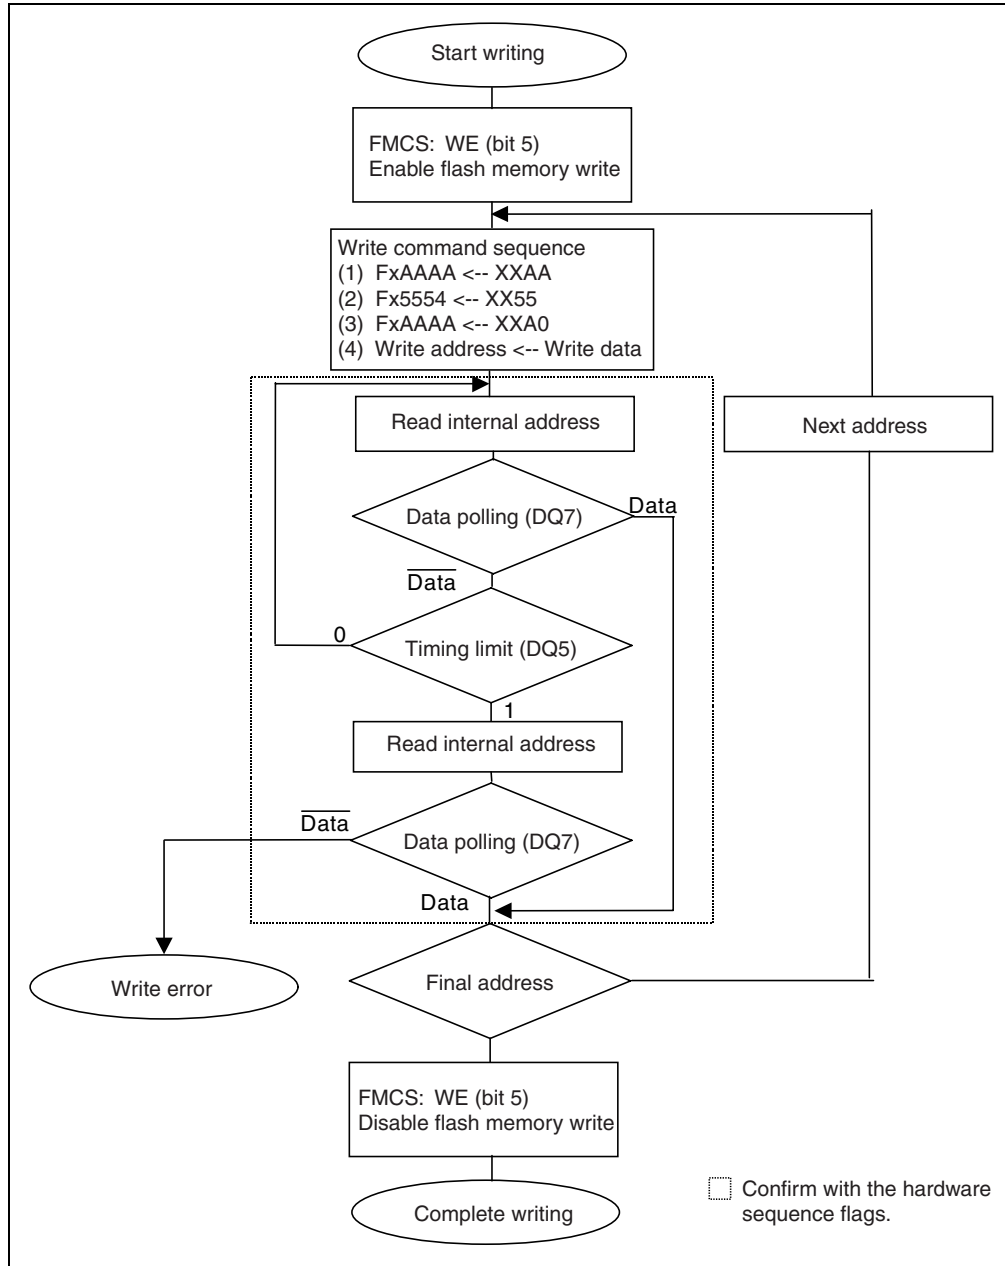 Start writing
FMCS: WE (bit 5)
Enable flash memory write
Write command sequence
(1) FxAAAA <-- XXAA
(2) Fx5554 <-- XX55
(3) FxAAAA <-- XXA0
(4) Write address <-- Write data
Read internal address
Next address
Data polling (DQ7)
Data
D̅a̅t̅a̅
Timing limit (DQ5)
0
1
Read internal address
D̅a̅t̅a̅
Data polling (DQ7)
Data
Write error
Final address
FMCS: WE (bit 5)
Disable flash memory write
Complete writing
Confirm with the hardware
sequence flags.